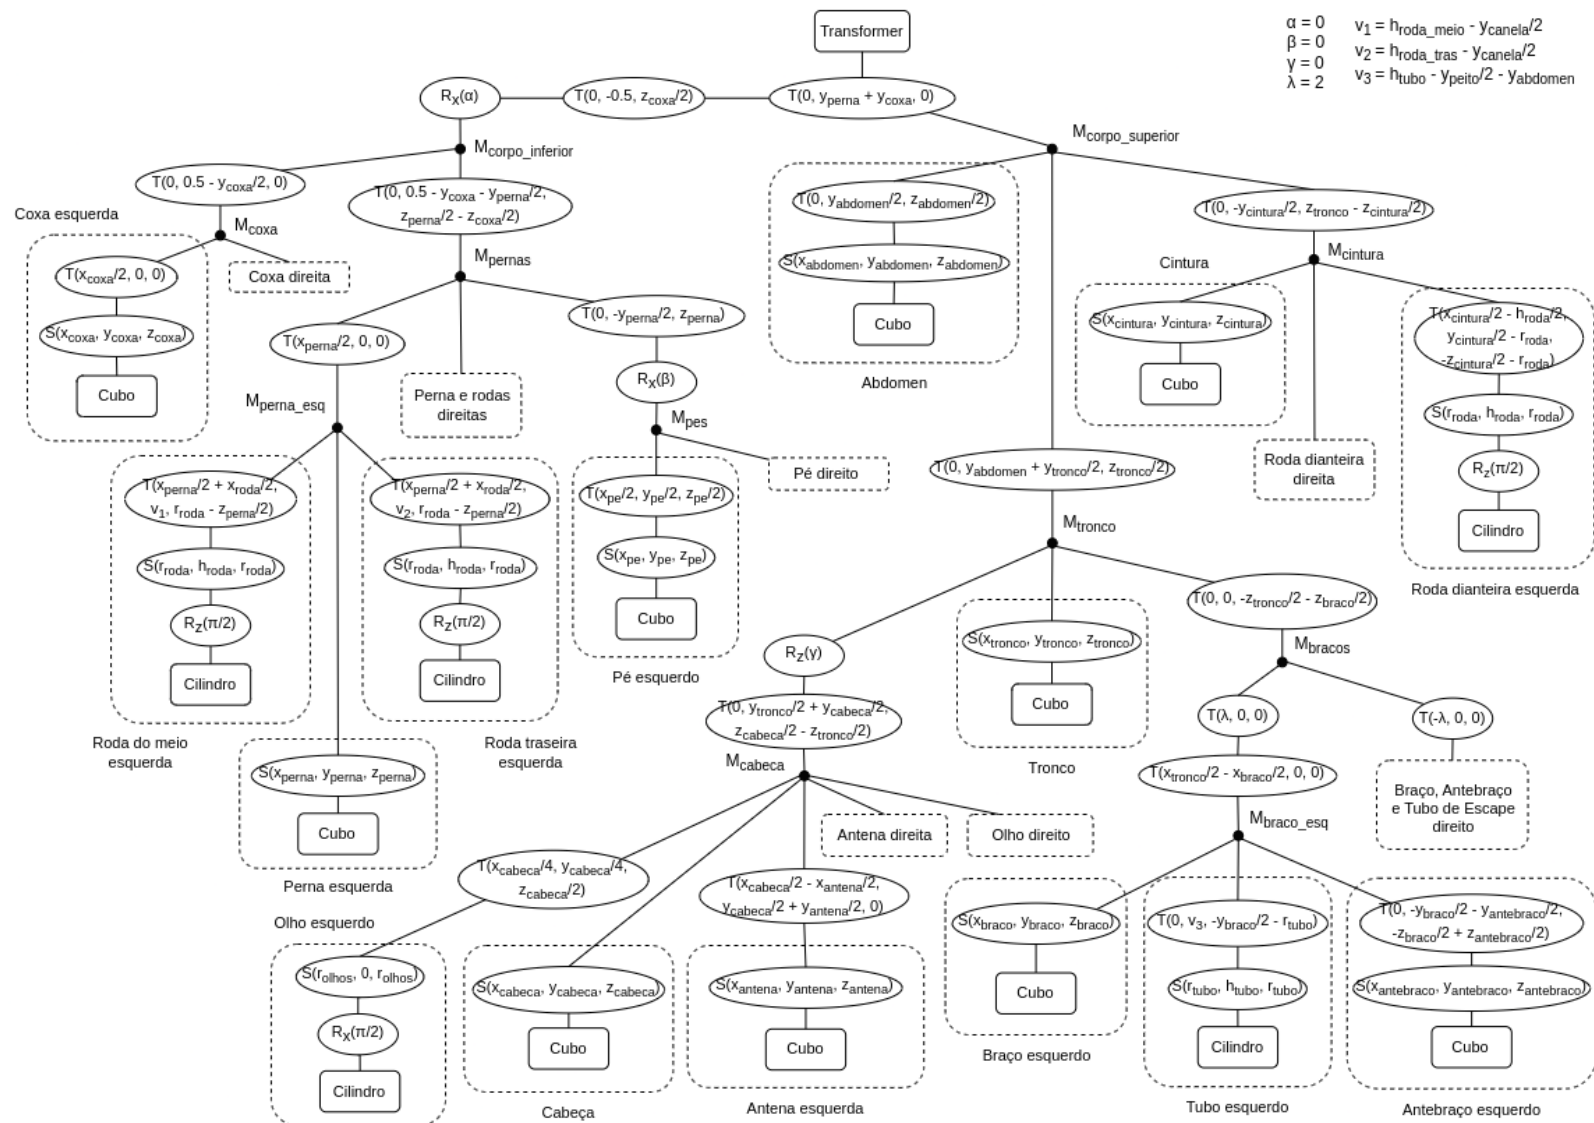 Transformer
α = 0
β = 0
γ = 0
λ = 2
v1 = hroda_meio - ycanela/2
v2 = hroda_tras - ycanela/2
v3 = htubo - ypeito/2 - yabdomen
RX(α)
T(0, -0.5, zcoxa/2)
T(0, yperna + ycoxa, 0)
Mcorpo_inferior
Mcorpo_superior
T(0, 0.5 - ycoxa/2, 0)
T(0, 0.5 - ycoxa - yperna/2,
zperna/2 - zcoxa/2)
T(0, yabdomen/2, zabdomen/2)
T(0, -ycintura/2, ztronco - zcintura/2)
Coxa esquerda
Mcoxa
Mpernas
Mcintura
T(xcoxa/2, 0, 0)
Coxa direita
S(xabdomen, yabdomen, zabdomen)
Cintura
S(xcoxa, ycoxa, zcoxa)
Cubo
T(xperna/2, 0, 0)
T(0, -yperna/2, zperna)
Cubo
Abdomen
S(xcintura, ycintura, zcintura)
Cubo
T(xcintura/2 - hroda/2,
ycintura/2 - rroda,
-zcintura/2 - rroda)
S(rroda, hroda, rroda)
RZ(π/2)
Cilindro
Roda dianteira esquerda
Mperna_esq
Perna e rodas
direitas
RX(β)
Mpes
Pé direito
T(0, yabdomen + ytronco/2, ztronco/2)
Roda dianteira
direita
T(xperna/2 + xroda/2,
v1, rroda - zperna/2)
S(rroda, hroda, rroda)
RZ(π/2)
Cilindro
Roda do meio
esquerda
T(xperna/2 + xroda/2,
v2, rroda - zperna/2)
S(rroda, hroda, rroda)
RZ(π/2)
Cilindro
Roda traseira
esquerda
T(xpe/2, ype/2, zpe/2)
S(xpe, ype, zpe)
Cubo
Pé esquerdo
Mtronco
T(0, 0, -ztronco/2 - zbraco/2)
RZ(γ)
S(xtronco, ytronco, ztronco)
Cubo
Tronco
Mbracos
T(0, ytronco/2 + ycabeca/2,
zcabeca/2 - ztronco/2)
T(λ, 0, 0)
T(-λ, 0, 0)
S(xperna, yperna, zperna)
Cubo
Perna esquerda
Mcabeca
T(xtronco/2 - xbraco/2, 0, 0)
Braço, Antebraço
e Tubo de Escape
direito
Antena direita
Olho direito
Mbraco_esq
T(xcabeca/4, ycabeca/4,
zcabeca/2)
T(xcabeca/2 - xantena/2,
ycabeca/2 + yantena/2, 0)
Olho esquerdo
S(rolhos, 0, rolhos)
RX(π/2)
Cilindro
S(xcabeca, ycabeca, zcabeca)
Cubo
Cabeça
S(xantena, yantena, zantena)
Cubo
Antena esquerda
S(xbraco, ybraco, zbraco)
Cubo
Braço esquerdo
T(0, v3, -ybraco/2 - rtubo)
S(rtubo, htubo, rtubo)
Cilindro
Tubo esquerdo
T(0, -ybraco/2 - yantebraco/2,
-zbraco/2 + zantebraco/2)
S(xantebraco, yantebraco, zantebraco)
Cubo
Antebraço esquerdo